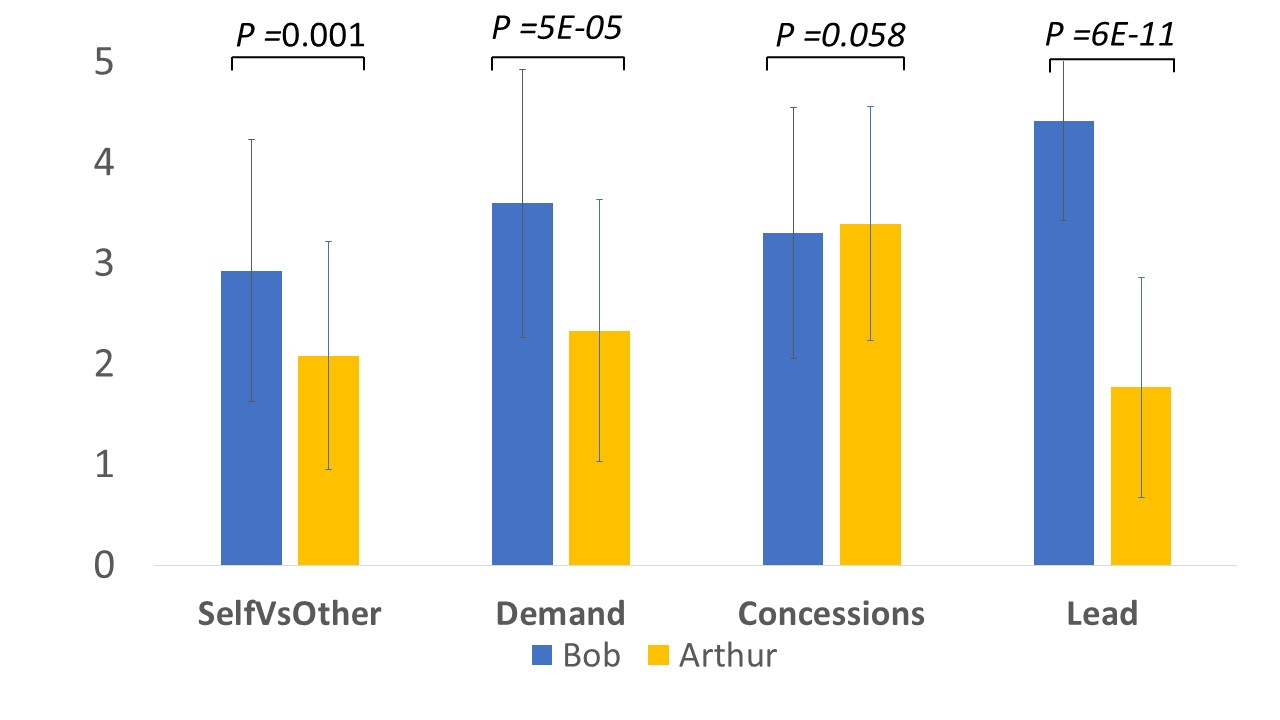 P =0.001
P =5E-05
P =0.058
P =6E-11
5
4
3
2
1
0
SelfVsOther
Demand
Concessions
Lead
Bob
Arthur